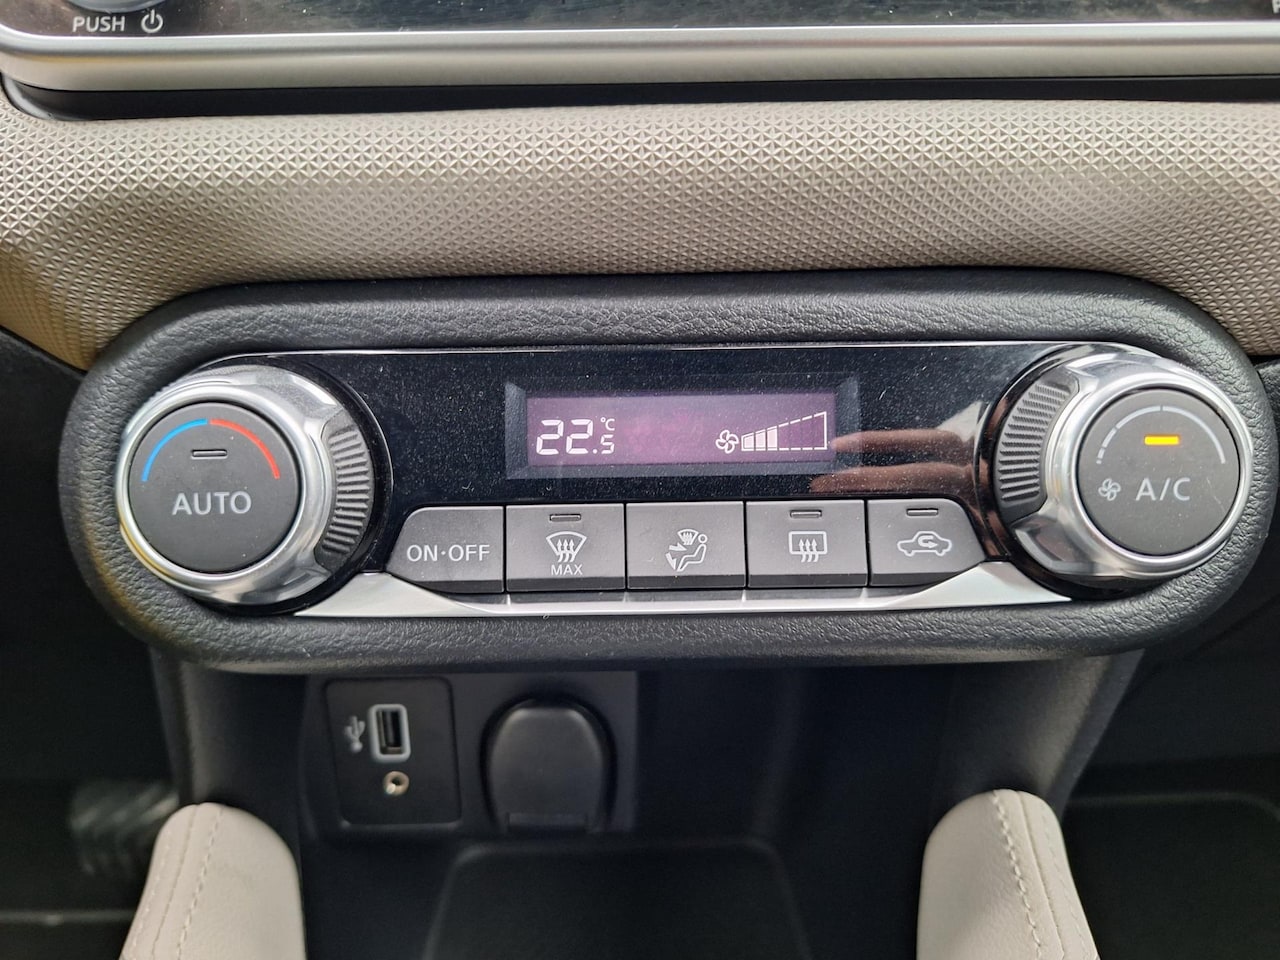 PUSH
22.5 °C
AUTO
A/C
ON·OFF
MAX